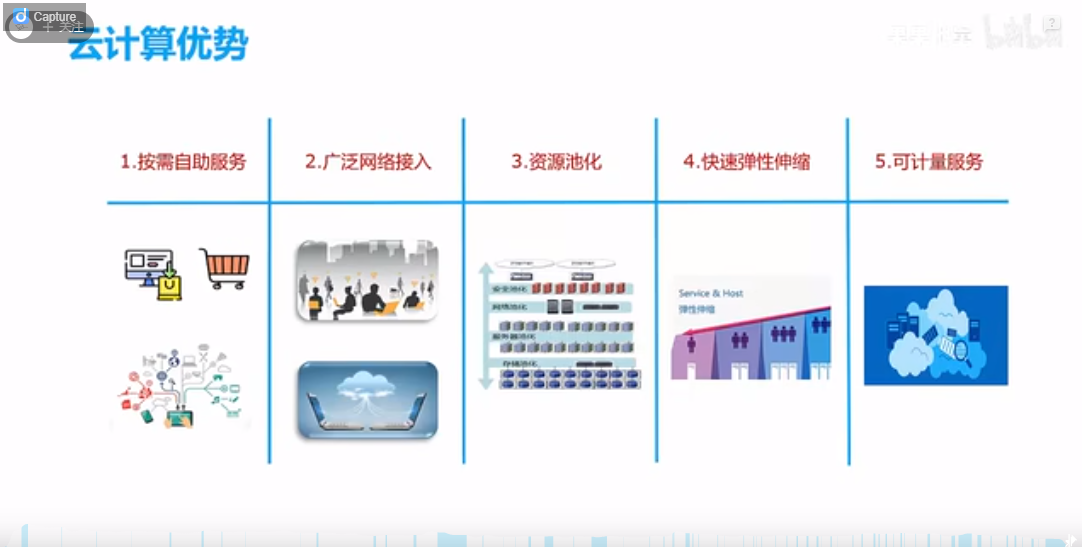 Capture
+ 关注
云计算优势
?
bilibili
1.按需自助服务
2.广泛网络接入
3.资源池化
4.快速弹性伸缩
5.可计量服务
安全池化
网络池化
服务器池化
存储池化
Service & Host
弹性伸缩